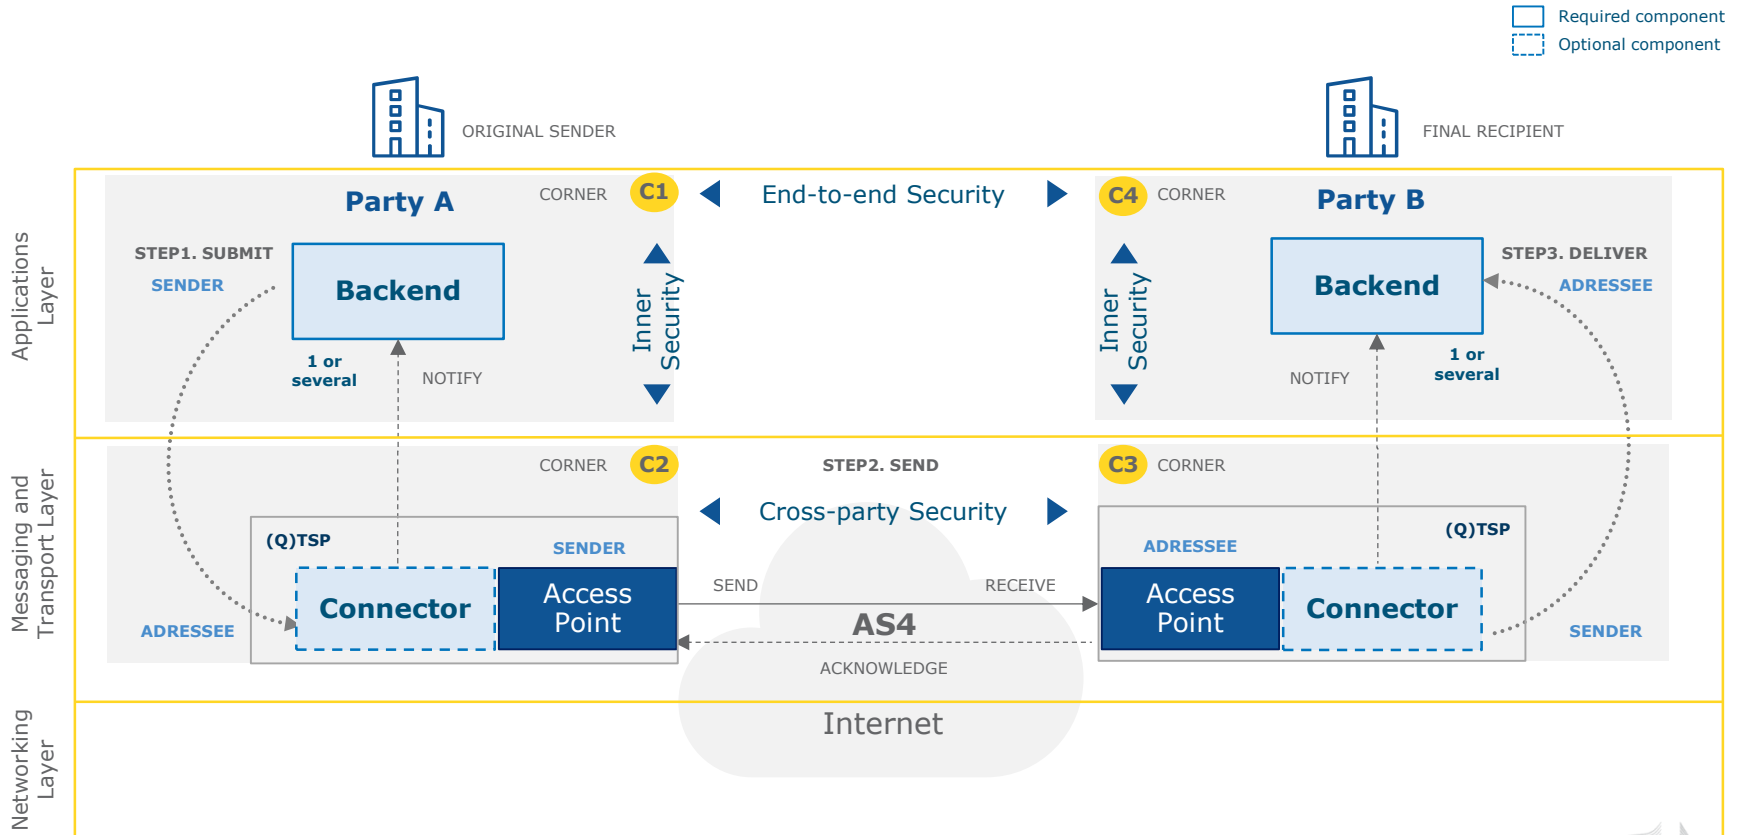 Required component
Optional component
ORIGINAL SENDER
FINAL RECIPIENT
Applications
Layer
Party A
CORNER
C1
End-to-end Security
C4
CORNER
Party B
STEP1. SUBMIT
SENDER
Backend
Inner
Security
Inner
Security
Backend
STEP3. DELIVER
ADRESSEE
1 or
several
NOTIFY
NOTIFY
1 or
several
Messaging and
Transport Layer
CORNER
C2
STEP2. SEND
C3
CORNER
Cross-party Security
(Q)TSP
SENDER
ADRESSEE
(Q)TSP
Connector
Access
Point
SEND
RECEIVE
AS4
ACKNOWLEDGE
Access
Point
Connector
ADRESSEE
SENDER
Networking
Layer
Internet